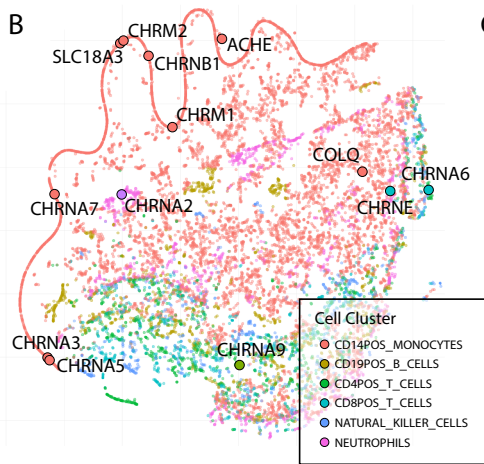 B
C
CHRM2
SLC18A3
ACHE
CHRNB1
CHRM1
COLQ
CHRNA6
CHRNA7
CHRNA2
CHRNE
CHRNA3
CHRNA5
CHRNA9
Cell Cluster
CD14POS_MONOCYTES
CD19POS_B_CELLS
CD4POS_T_CELLS
CD8POS_T_CELLS
NATURAL_KILLER_CELLS
NEUTROPHILS